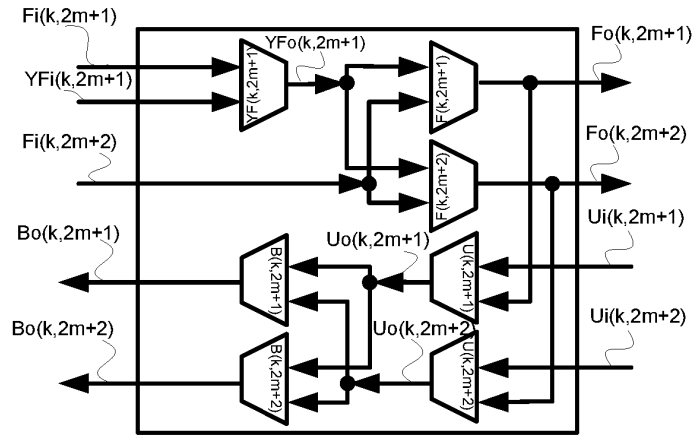 Fi(k,2m+1)
YFi(k,2m+1)
YF(k,2m+1)
YFo(k,2m+1)
F(k,2m+1)
Fo(k,2m+1)
Fi(k,2m+2)
F(k,2m+2)
Fo(k,2m+2)
Bo(k,2m+1)
B(k,2m+1)
Uo(k,2m+1)
U(k,2m+1)
Ui(k,2m+1)
Bo(k,2m+2)
B(k,2m+2)
Uo(k,2m+2)
U(k,2m+2)
Ui(k,2m+2)